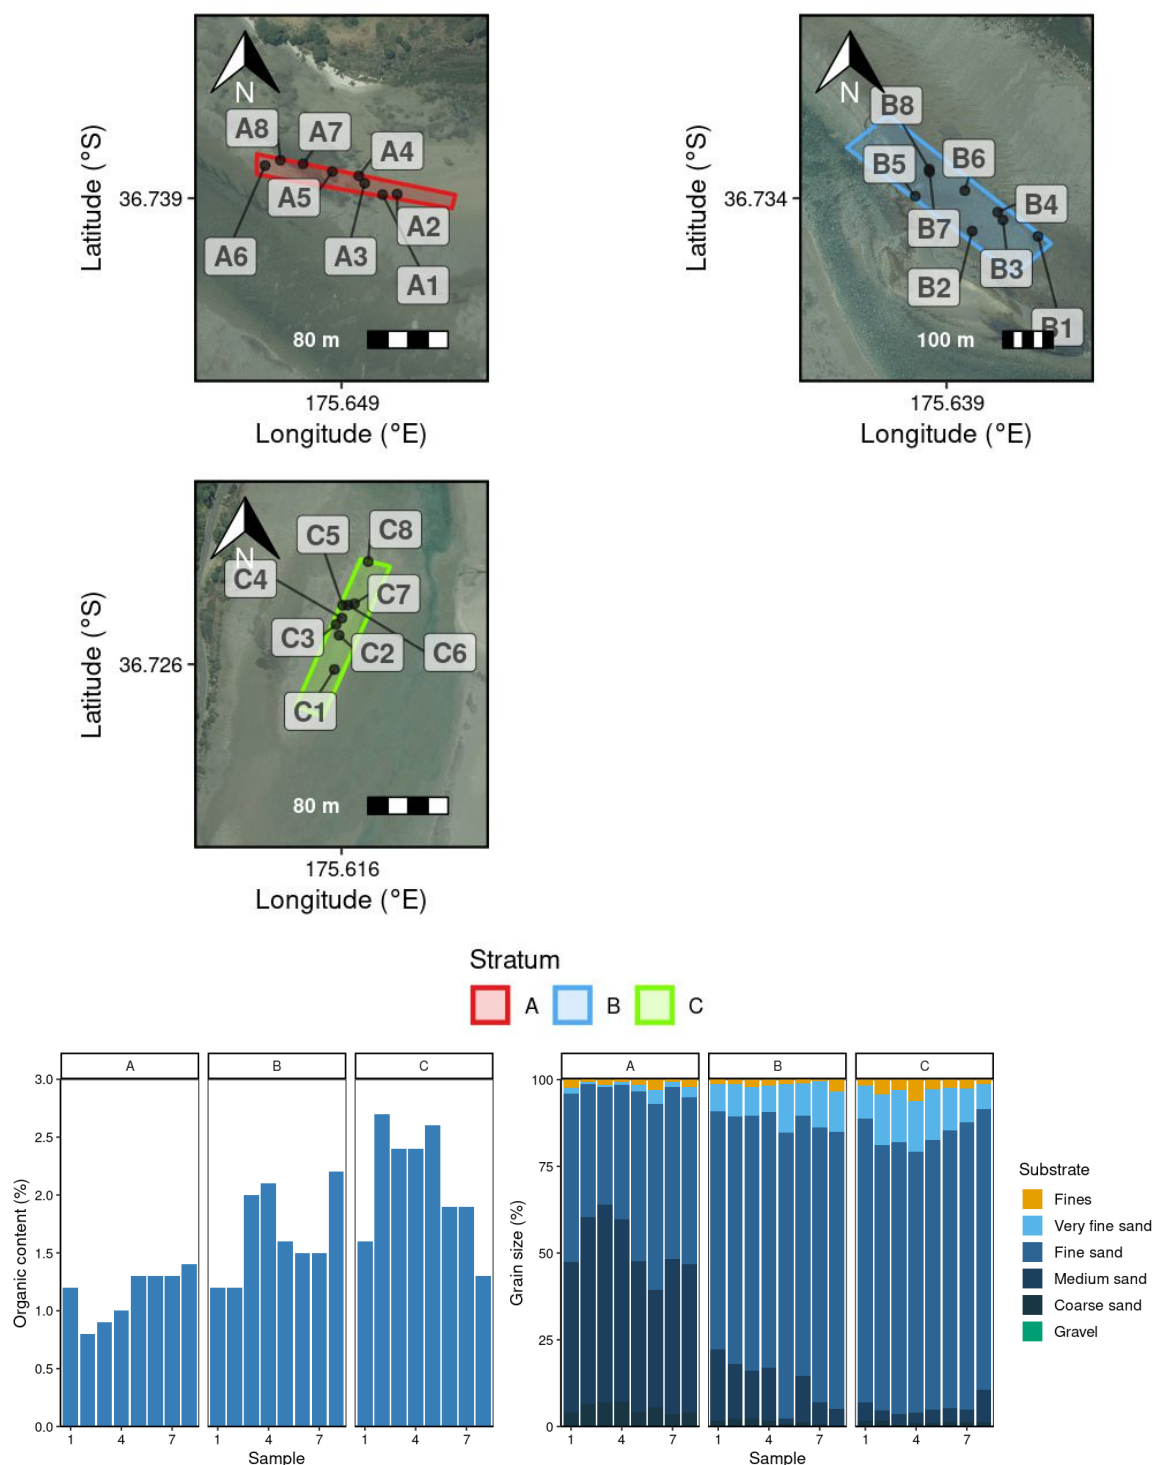 N
A8
A7
A4
A5
A2
A6
A3
A1
80 m
36.739
Latitude (°S)
175.649
Longitude (°E)
N
B8
B5
B6
B4
B7
B3
B2
B1
100 m
36.734
Latitude (°S)
175.639
Longitude (°E)
N
C5
C8
C4
C7
C3
C2
C6
C1
80 m
36.726
Latitude (°S)
175.616
Longitude (°E)
Stratum
A
B
C
A
B
C
3.0
2.5
2.0
1.5
1.0
0.5
0.0
Organic content (%)
1 4 7
1 4 7
1 4 7
Sample
A
B
C
100
75
50
25
0
Grain size (%)
1 4 7
1 4 7
1 4 7
Sample
Substrate
Fines
Very fine sand
Fine sand
Medium sand
Coarse sand
Gravel